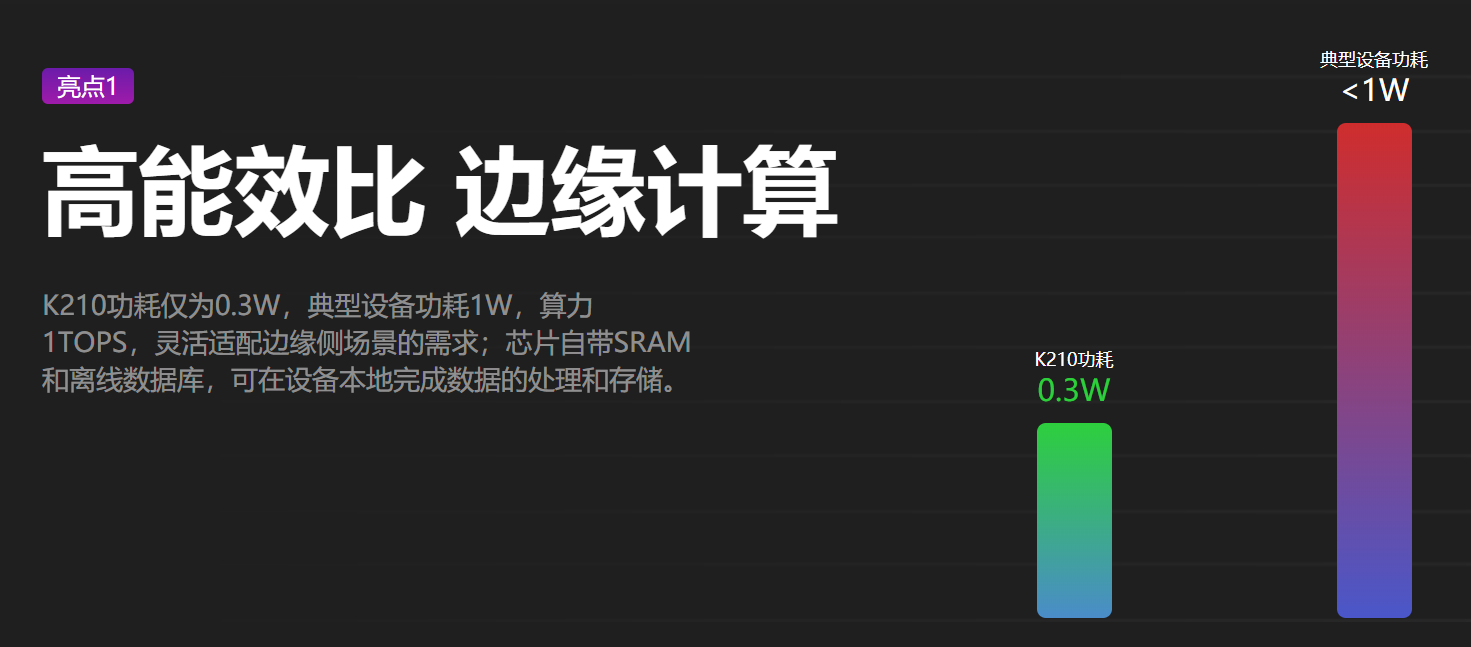 亮点1
高能效比 边缘计算
K210功耗仅为0.3W，典型设备功耗1W，算力
1TOPS，灵活适配边缘侧场景的需求；芯片自带SRAM
和离线数据库，可在设备本地完成数据的处理和存储。
K210功耗
0.3W
典型设备功耗
<1W